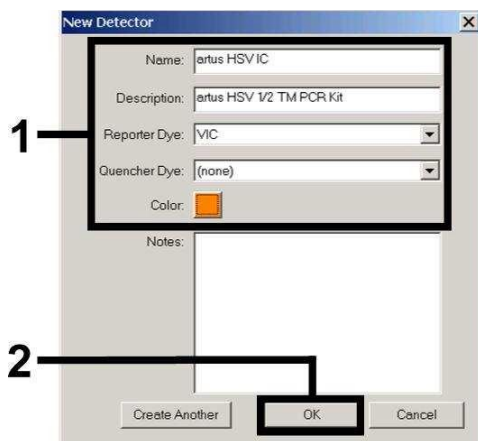 New Detector
Name: artus HSV IC
Description: artus HSV 1/2 TM PCR Kit
1
Reporter Dye: VIC
Quencher Dye: (none)
Color:
Notes:
2
Create Another OK Cancel